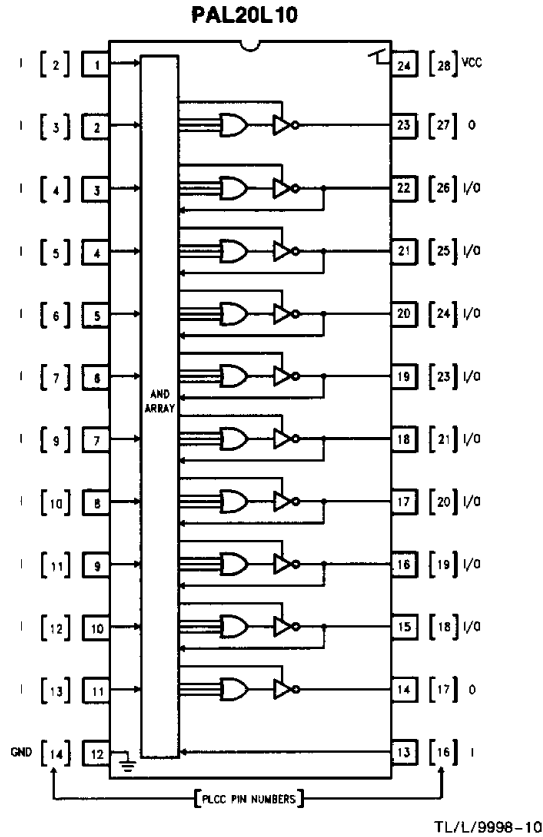 PAL20L10
I [2] 1 24 [28] VCC
I [3] 2 23 [27] O
I [4] 3 22 [26] I/O
I [5] 4 21 [25] I/O
I [6] 5 20 [24] I/O
I [7] 6 19 [23] I/O
AND
ARRAY
I [9] 7 18 [21] I/O
I [10] 8 17 [20] I/O
I [11] 9 16 [19] I/O
I [12] 10 15 [18] I/O
I [13] 11 14 [17] O
GND [14] 12 13 [16] I
[PLCC PIN NUMBERS]
TL/L/9998-10